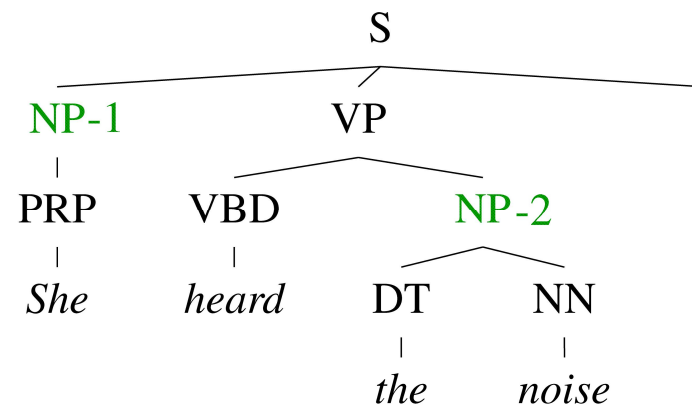 S
NP-1 VP
PRP VBD NP-2
She heard DT NN
the noise